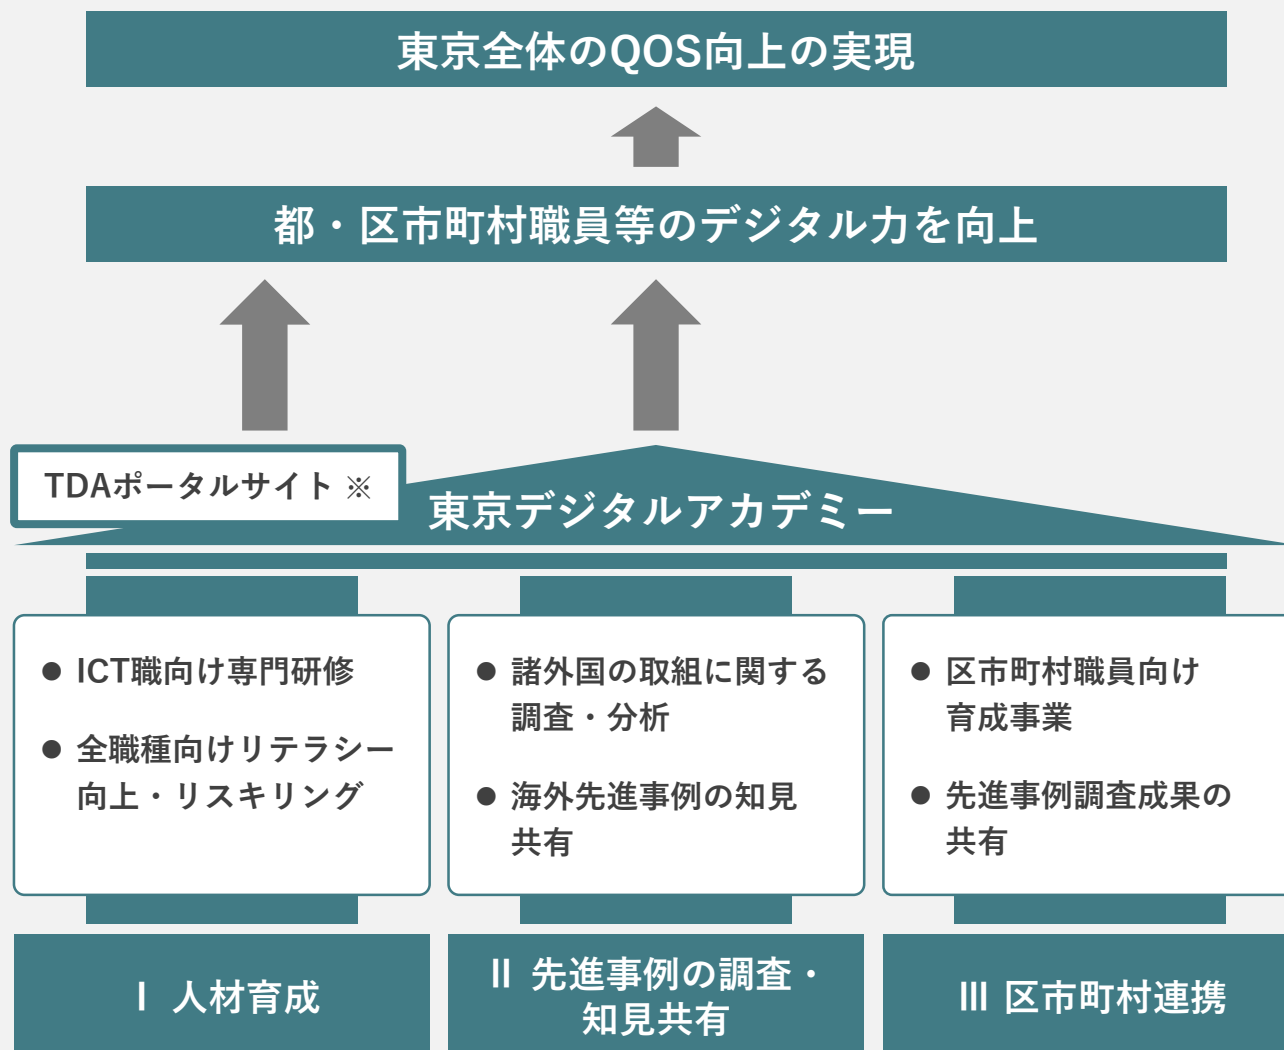 東京全体のQOS向上の実現
都・区市町村職員等のデジタル力を向上
TDAポータルサイト ※
東京デジタルアカデミー
● ICT職向け専門研修
● 全職種向けリテラシー
向上・リスキリング
● 諸外国の取組に関する
調査・分析
● 海外先進事例の知見
共有
● 区市町村職員向け
育成事業
● 先進事例調査成果の
共有
Ⅰ 人材育成
Ⅱ 先進事例の調査・
知見共有
Ⅲ 区市町村連携